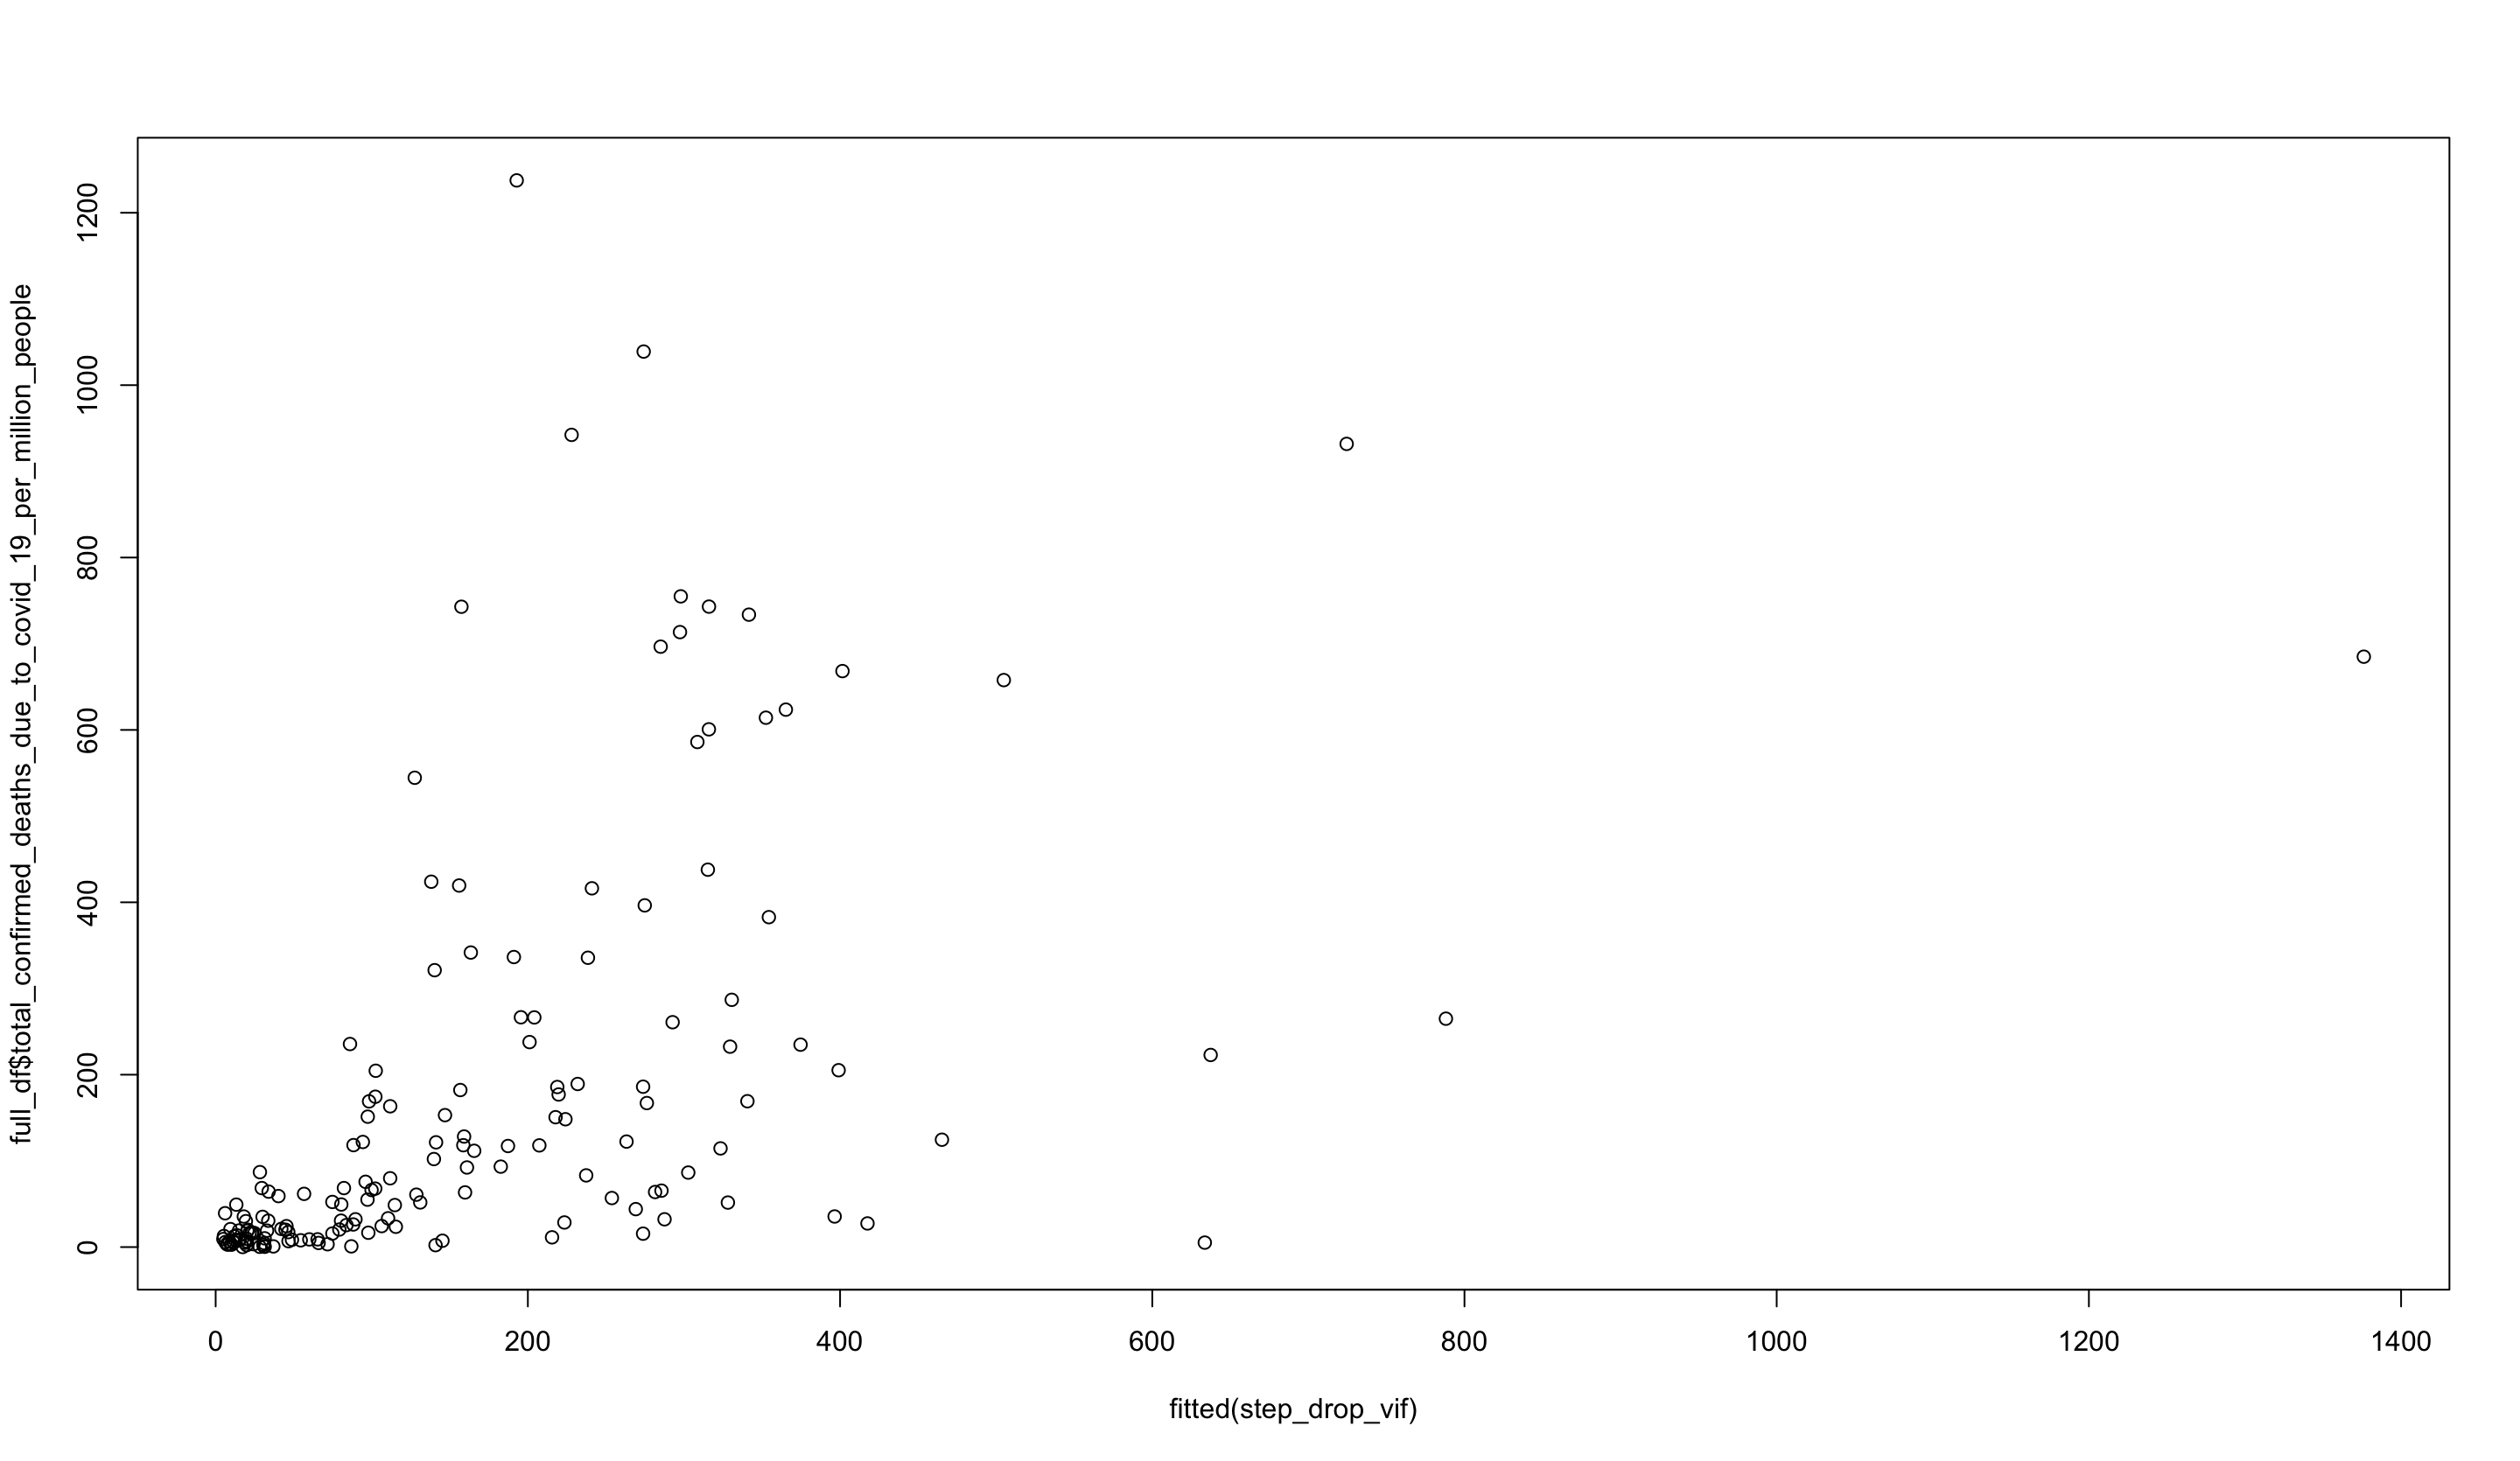 full_df$total_confirmed_deaths_due_to_covid_19_per_million_people
1200
1000
800
600
400
200
0
0 200 400 600 800 1000 1200 1400
fitted(step_drop_vif)